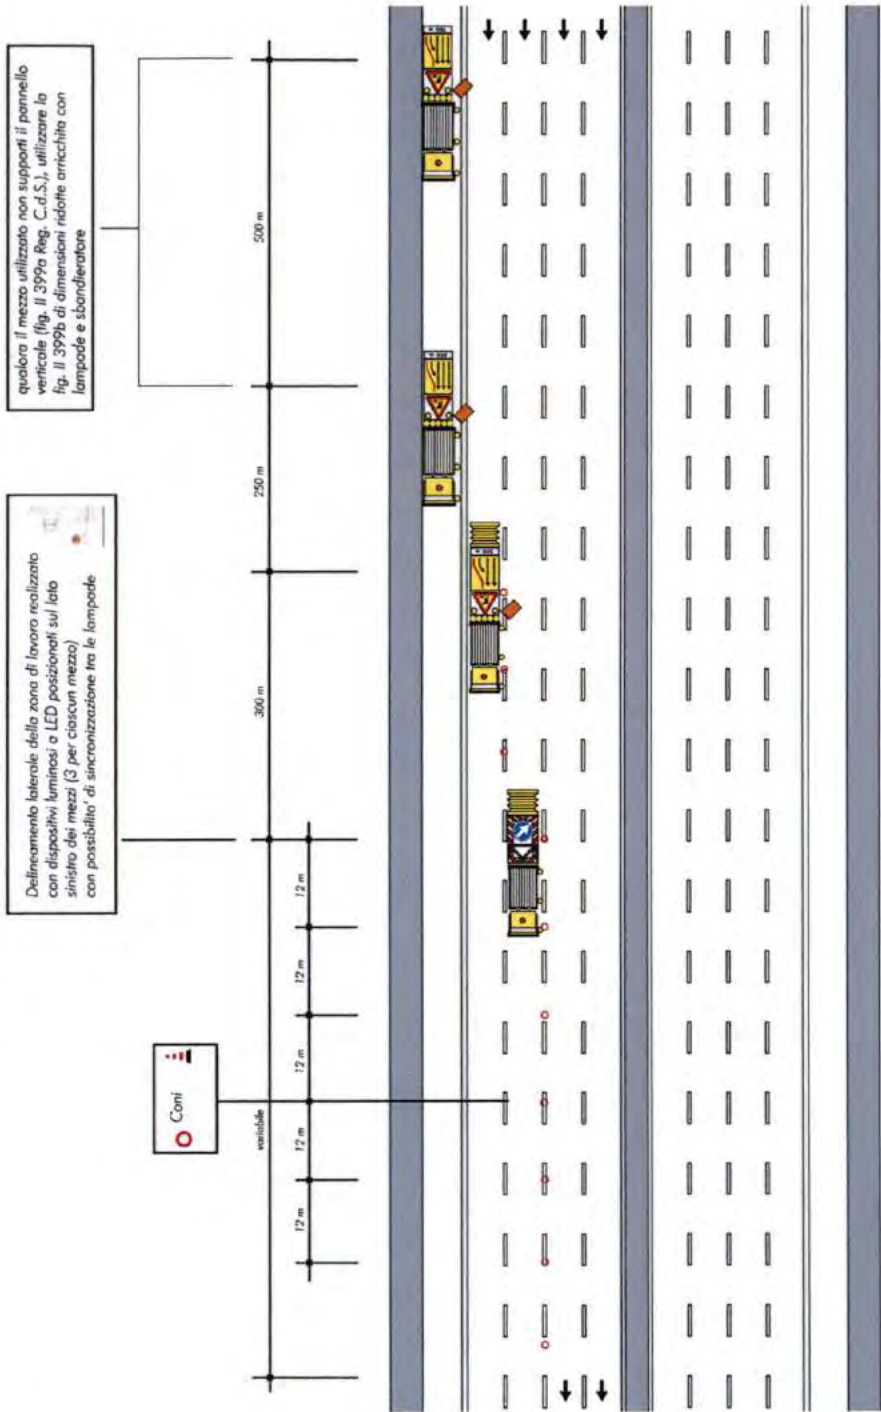 qualora il mezzo utilizzato non supporti il pannello
verticale (fig. II 399a Reg. C.d.S.), utilizzare la
fig. II 399b di dimensioni ridotte arricchita con
lampade e sbandieratore
Delineamento laterale della zona di lavoro realizzato
con dispositivi luminosi a LED posizionati sul lato
sinistro dei mezzi (3 per ciascun mezzo)
con possibilita' di sincronizzazione tra le lampade
Coni
500 m
250 m
300 m
variabile
12 m
12 m
12 m
12 m
12 m